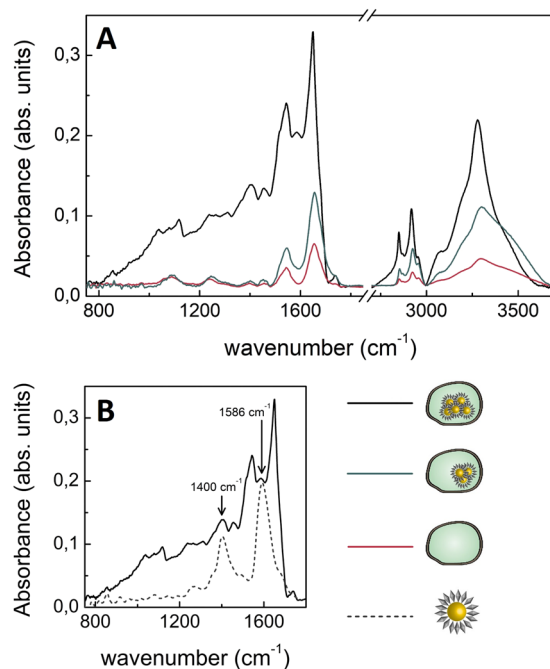 A
Absorbance (abs. units)
0,3
0,2
0,1
0,0
750 1200 1600 3000 3500
wavenumber (cm⁻¹)
B
Absorbance (abs. units)
0,3
0,2
0,1
0,0
1586 cm⁻¹
1400 cm⁻¹
800 1200 1600
wavenumber (cm⁻¹)